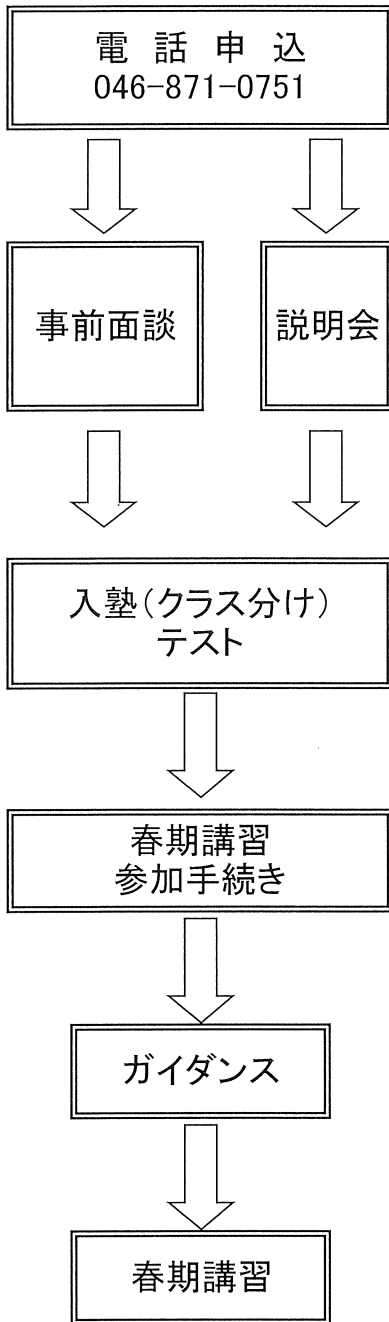 電話申込
046-871-0751
事前面談
説明会
入塾(クラス分け)
テスト
春期講習
参加手続き
ガイダンス
春期講習